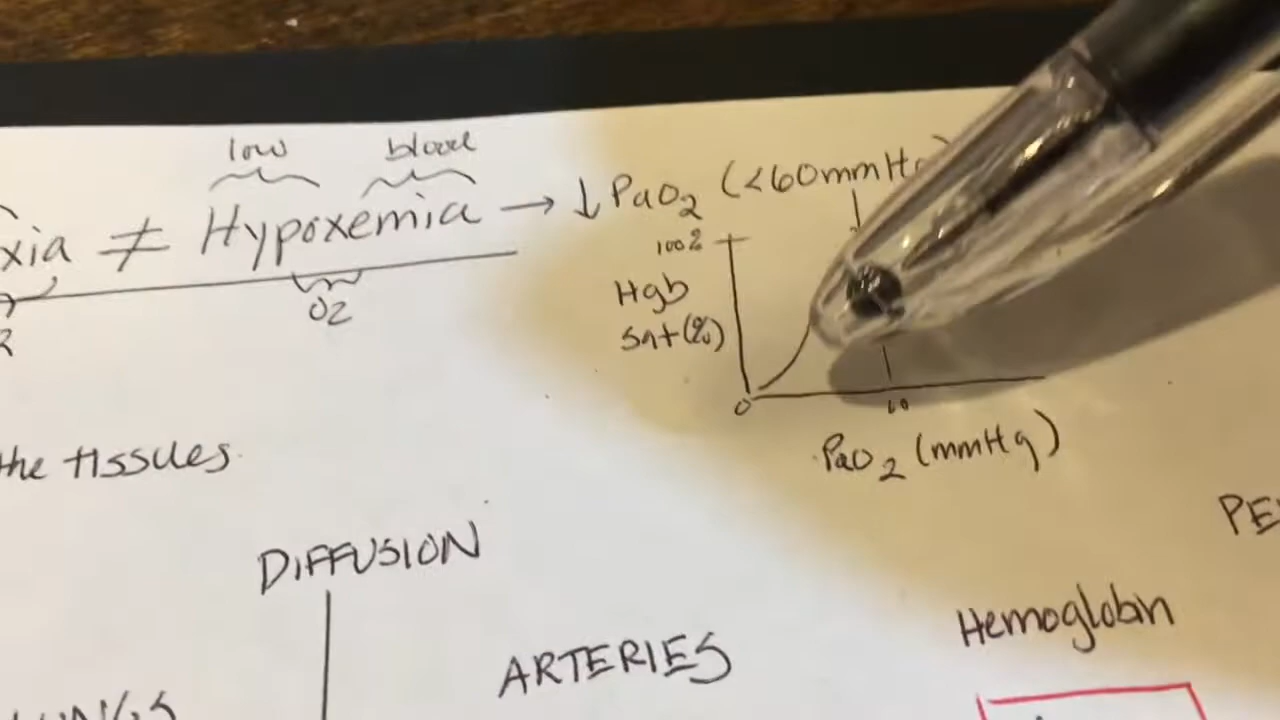 low blood
xia ≠ Hypoxemia → ↓ PaO2 (<60mmH
O2
100%
Hgb
Sat(%)
0
60
PaO2 (mmHg)
the tissues
DIFFUSION
PE
Hemoglobin
ARTERIES
LUNGS